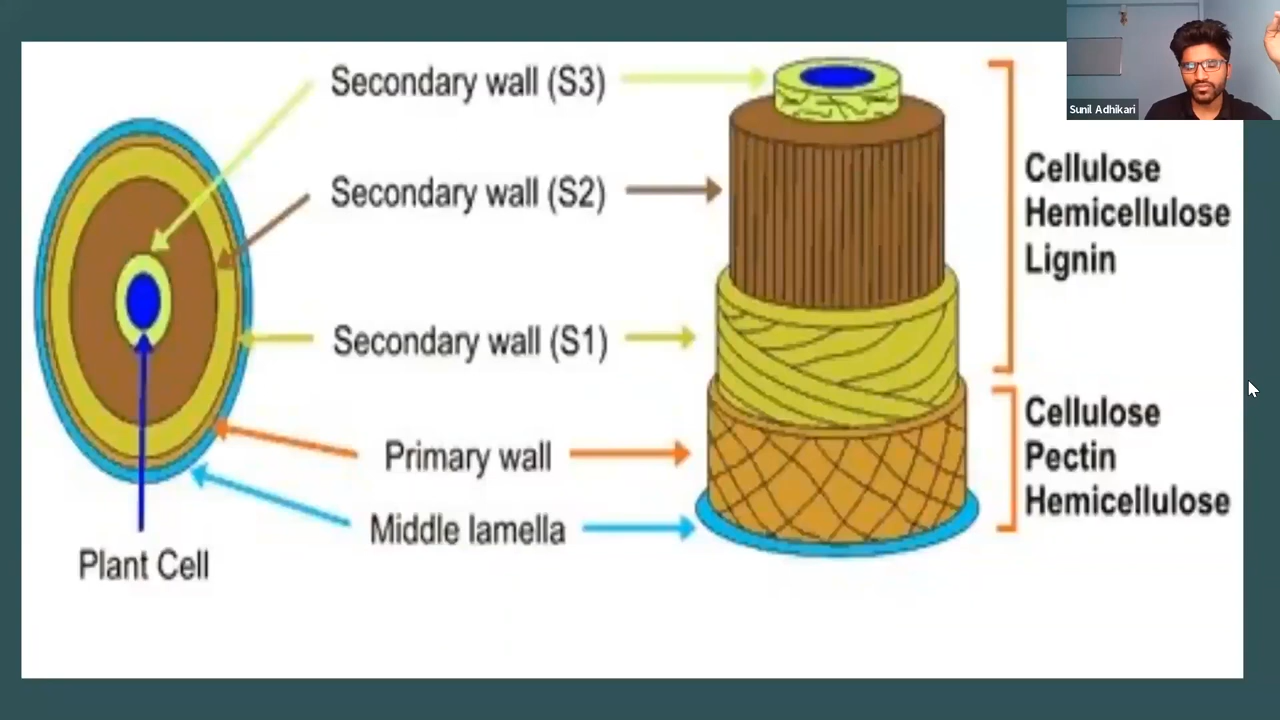 Sunil Adhikari
Secondary wall (S3)
Secondary wall (S2)
Secondary wall (S1)
Primary wall
Middle lamella
Plant Cell
Cellulose
Hemicellulose
Lignin
Cellulose
Pectin
Hemicellulose